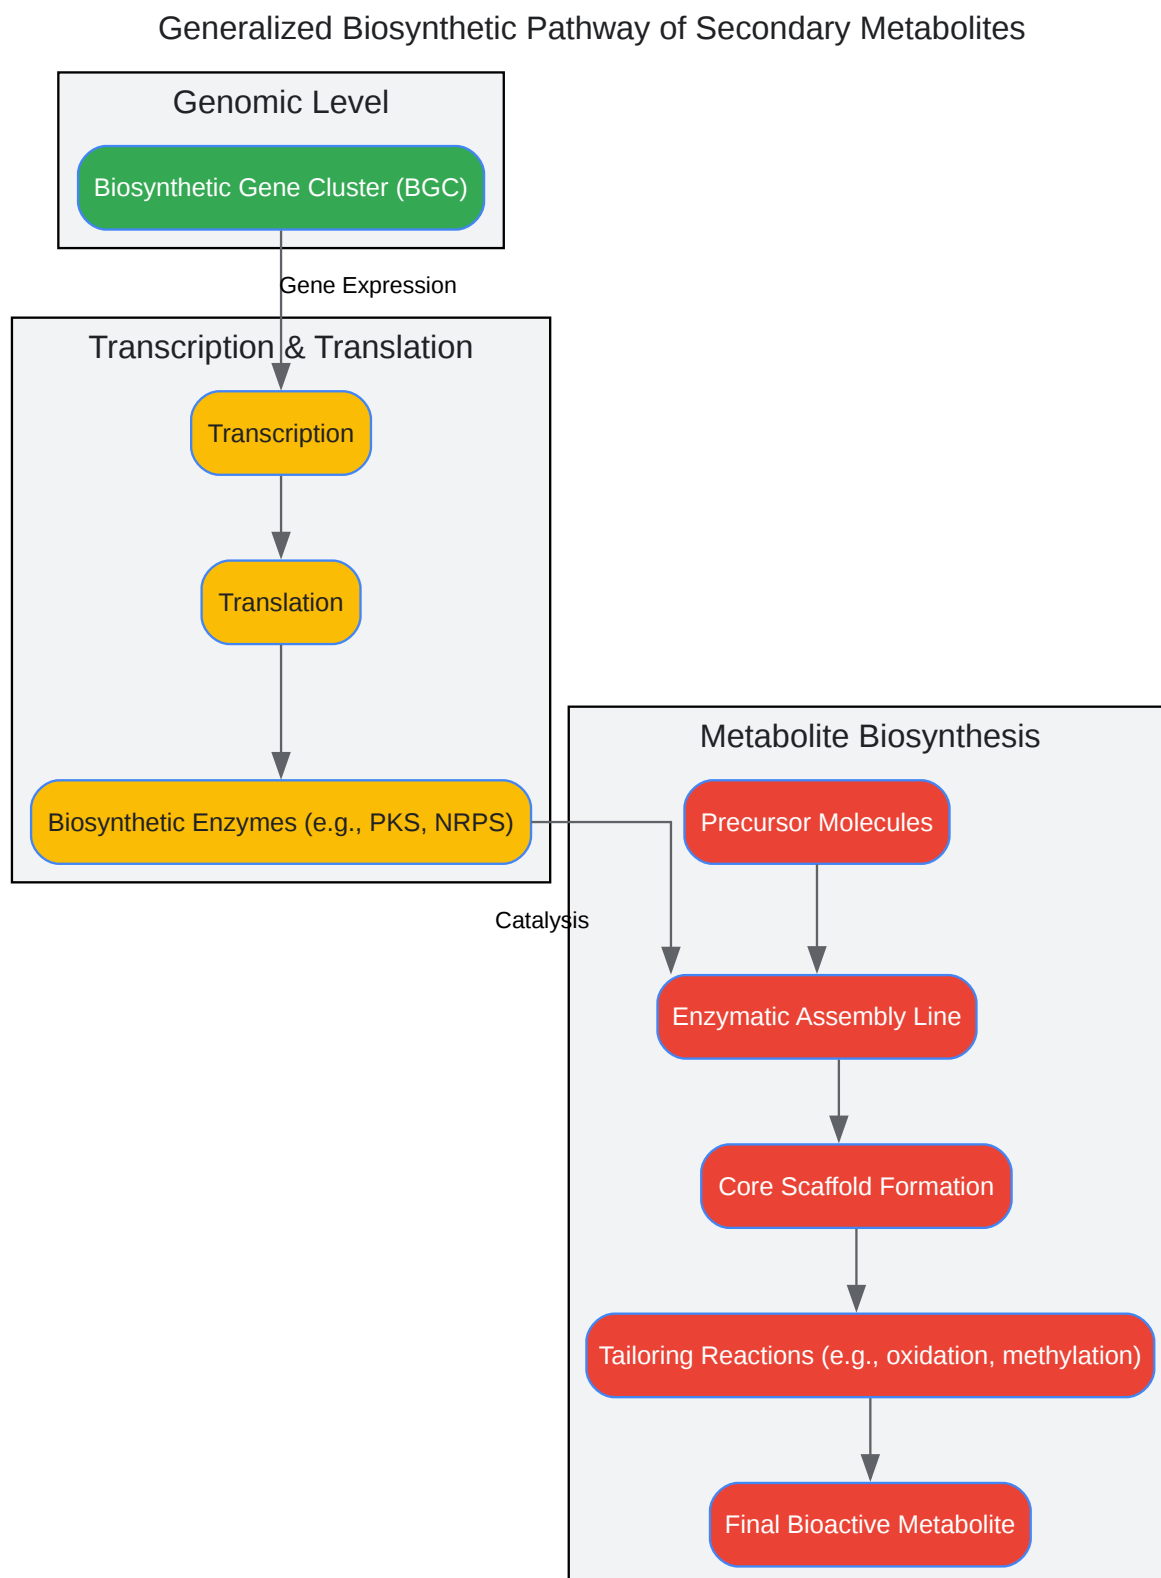 Generalized Biosynthetic Pathway of Secondary Metabolites
Genomic Level
Biosynthetic Gene Cluster (BGC)
Gene Expression
Transcription & Translation
Transcription
Translation
Biosynthetic Enzymes (e.g., PKS, NRPS)
Catalysis
Metabolite Biosynthesis
Precursor Molecules
Enzymatic Assembly Line
Core Scaffold Formation
Tailoring Reactions (e.g., oxidation, methylation)
Final Bioactive Metabolite